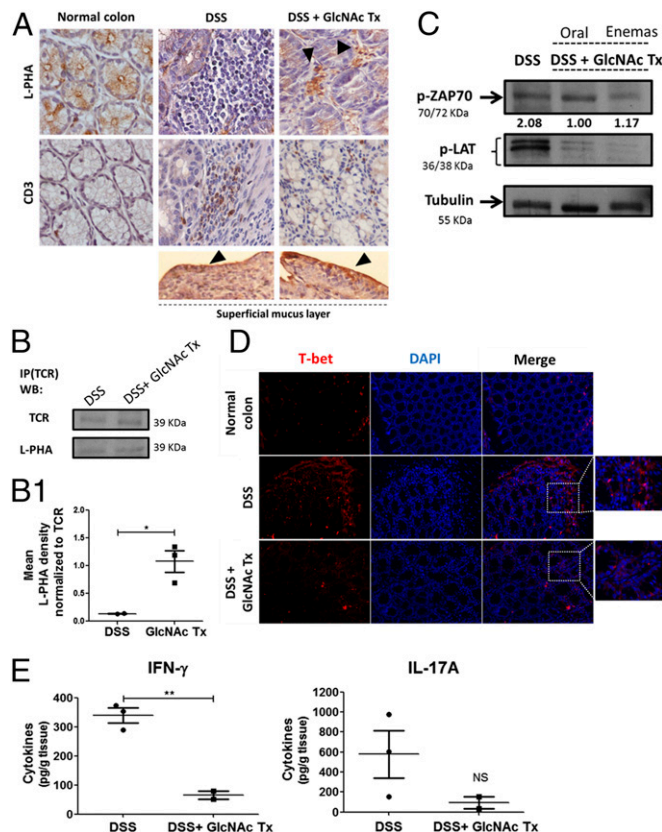 A
Normal colon
DSS
DSS + GlcNAc Tx
L-PHA
CD3
Superficial mucus layer
B
IP(TCR)
WB:
DSS
DSS+ GlcNAc Tx
TCR
39 KDa
L-PHA
39 KDa
B1
Mean
L-PHA density
normalized to TCR
2.0
1.5
1.0
0.5
0.0
*
DSS
GlcNAc Tx
C
Oral
Enemas
DSS
DSS + GlcNAc Tx
p-ZAP70
70/72 KDa
2.08
1.00
1.17
p-LAT
36/38 KDa
Tubulin
55 KDa
D
T-bet
DAPI
Merge
Normal
colon
DSS
DSS +
GlcNAc Tx
E
IFN-γ
Cytokines
(pg/g tissue)
400
300
200
100
0
**
DSS
DSS+ GlcNAc Tx
IL-17A
Cytokines
(pg/g tissue)
1200
1000
800
600
400
200
0
NS
DSS
DSS+ GlcNAc Tx